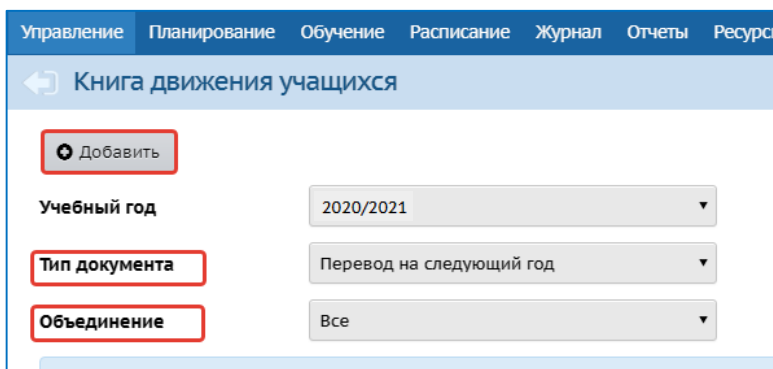 Управление Планирование Обучение Расписание Журнал Отчеты
Книга движения учащихся
Добавить
Учебный год 2020/2021
Тип документа Перевод на следующий год
Объединение Все